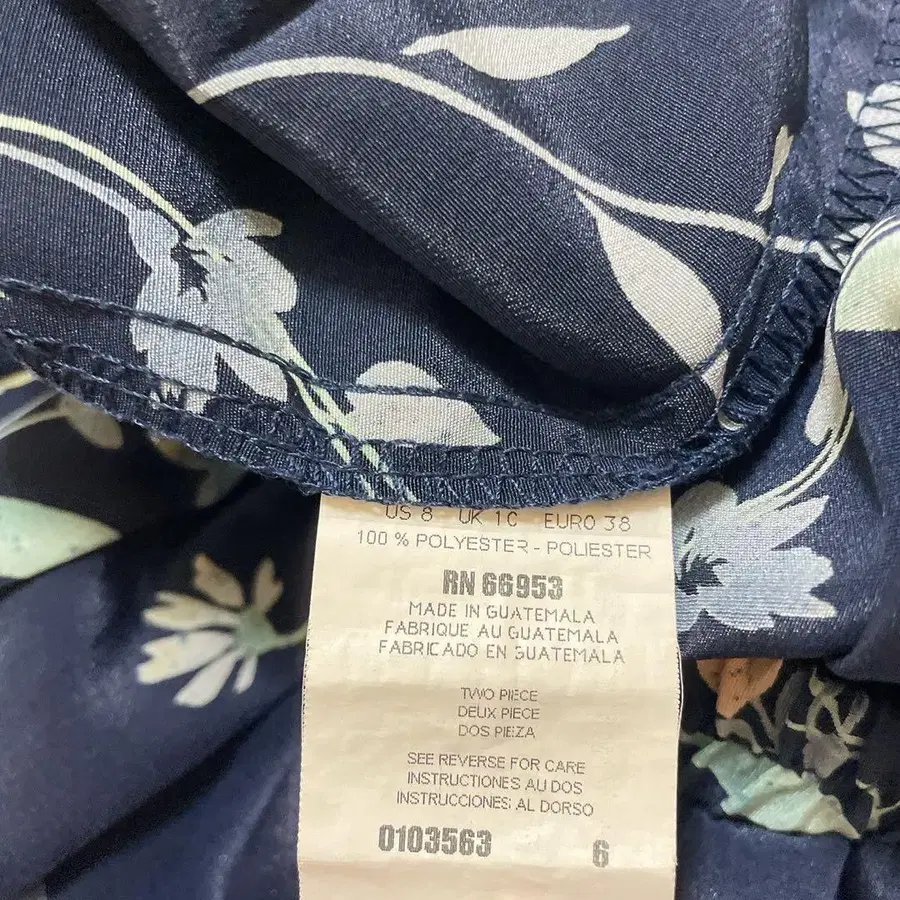 US 8 UK 10 EURO 38
100 % POLYESTER - POLIESTER
RN 66953
MADE IN GUATEMALA
FABRIQUE AU GUATEMALA
FABRICADO EN GUATEMALA
TWO PIECE
DEUX PIECE
DOS PIEZA
SEE REVERSE FOR CARE
INSTRUCTIONES AU DOS
INSTRUCCIONES AL DORSO
0103563 6